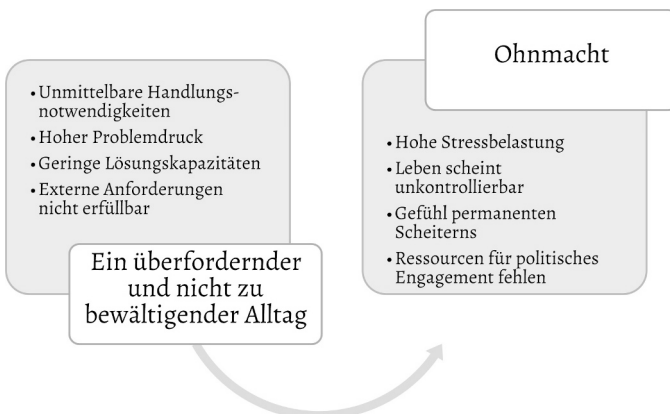 • Unmittelbare Handlungs-
notwendigkeiten
• Hoher Problemdruck
• Geringe Lösungskapazitäten
• Externe Anforderungen
nicht erfüllbar
Ein überfordernder
und nicht zu
bewältigender Alltag
Ohnmacht
• Hohe Stressbelastung
• Leben scheint
unkontrollierbar
• Gefühl permanenten
Scheiterns
• Ressourcen für politisches
Engagement fehlen